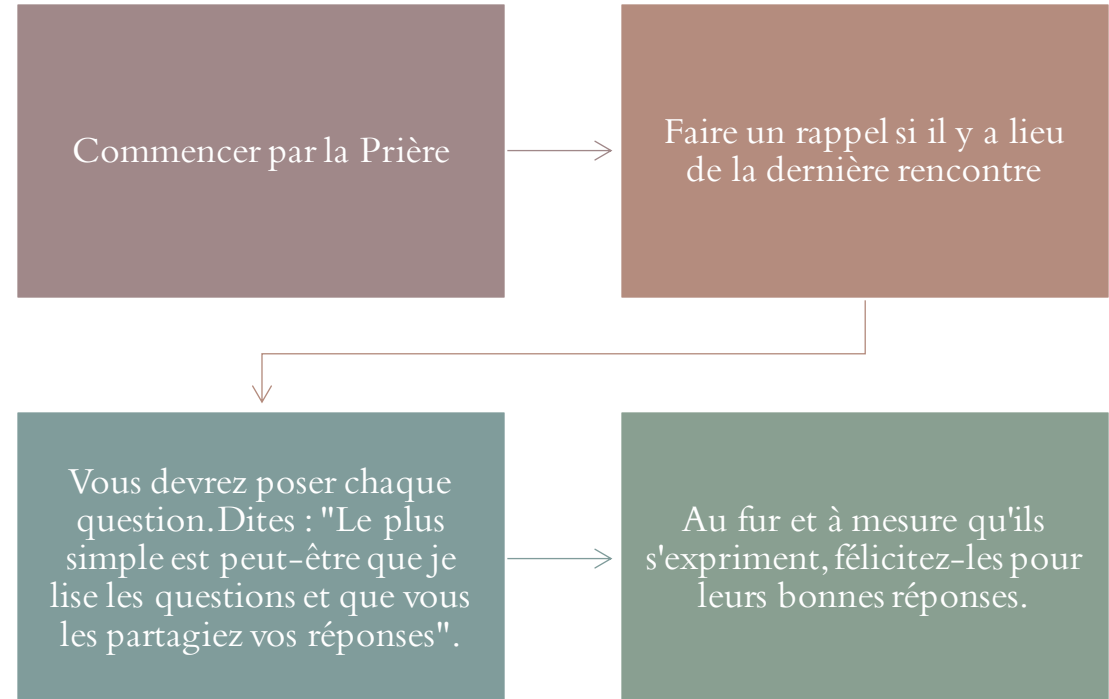 Commencer par la Prière
Faire un rappel si il y a lieu
de la dernière rencontre
Vous devrez poser chaque
question. Dites : "Le plus
simple est peut-être que je
lise les questions et que vous
les partagiez vos réponses".
Au fur et à mesure qu'ils
s'expriment, félicitez-les pour
leurs bonnes réponses.